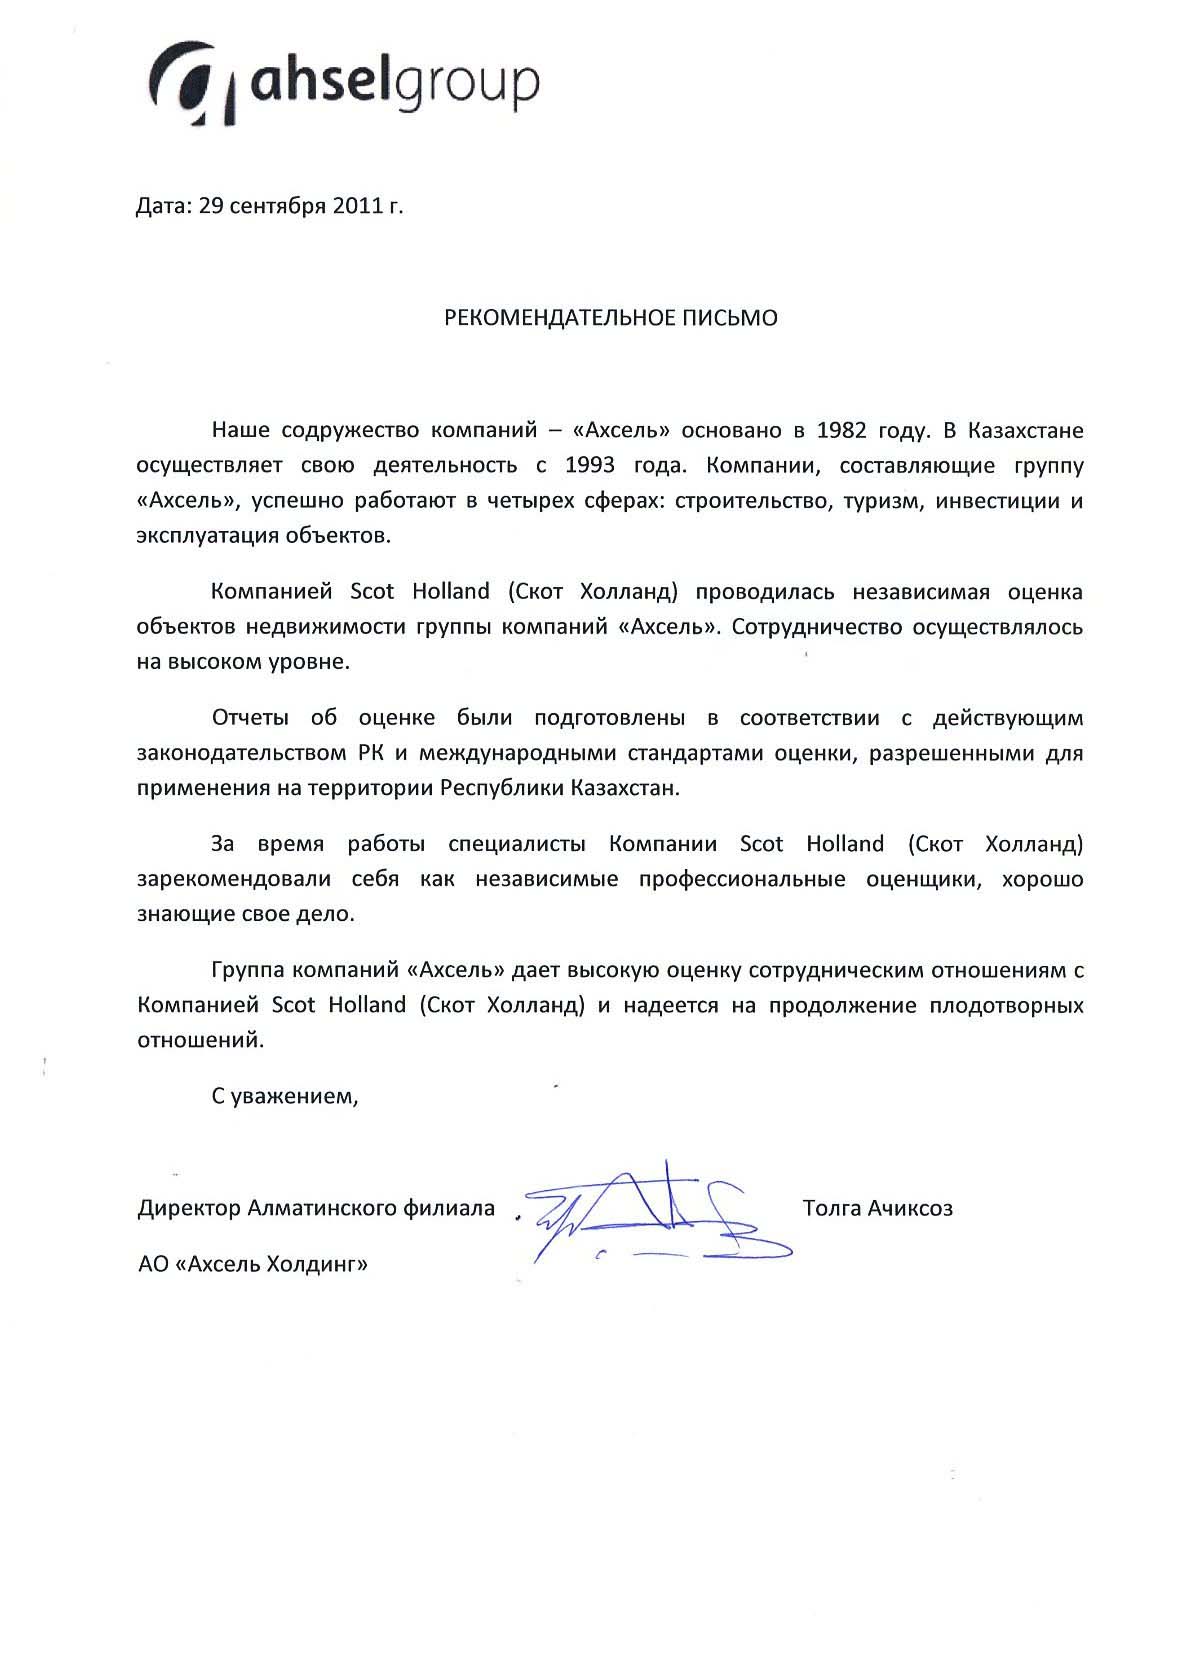 ahselgroup
Дата: 29 сентября 2011 г.
РЕКОМЕНДАТЕЛЬНОЕ ПИСЬМО
Наше содружество компаний – «Ахсель» основано в 1982 году. В Казахстане
осуществляет свою деятельность с 1993 года. Компании, составляющие группу
«Ахсель», успешно работают в четырех сферах: строительство, туризм, инвестиции и
эксплуатация объектов.
Компанией Scot Holland (Скот Холланд) проводилась независимая оценка
объектов недвижимости группы компаний «Ахсель». Сотрудничество осуществлялось
на высоком уровне.
Отчеты об оценке были подготовлены в соответствии с действующим
законодательством РК и международными стандартами оценки, разрешенными для
применения на территории Республики Казахстан.
За время работы специалисты Компании Scot Holland (Скот Холланд)
зарекомендовали себя как независимые профессиональные оценщики, хорошо
знающие свое дело.
Группа компаний «Ахсель» дает высокую оценку сотрудническим отношениям с
Компанией Scot Holland (Скот Холланд) и надеется на продолжение плодотворных
отношений.
С уважением,
Директор Алматинского филиала Толга Ачиксоз
АО «Ахсель Холдинг»